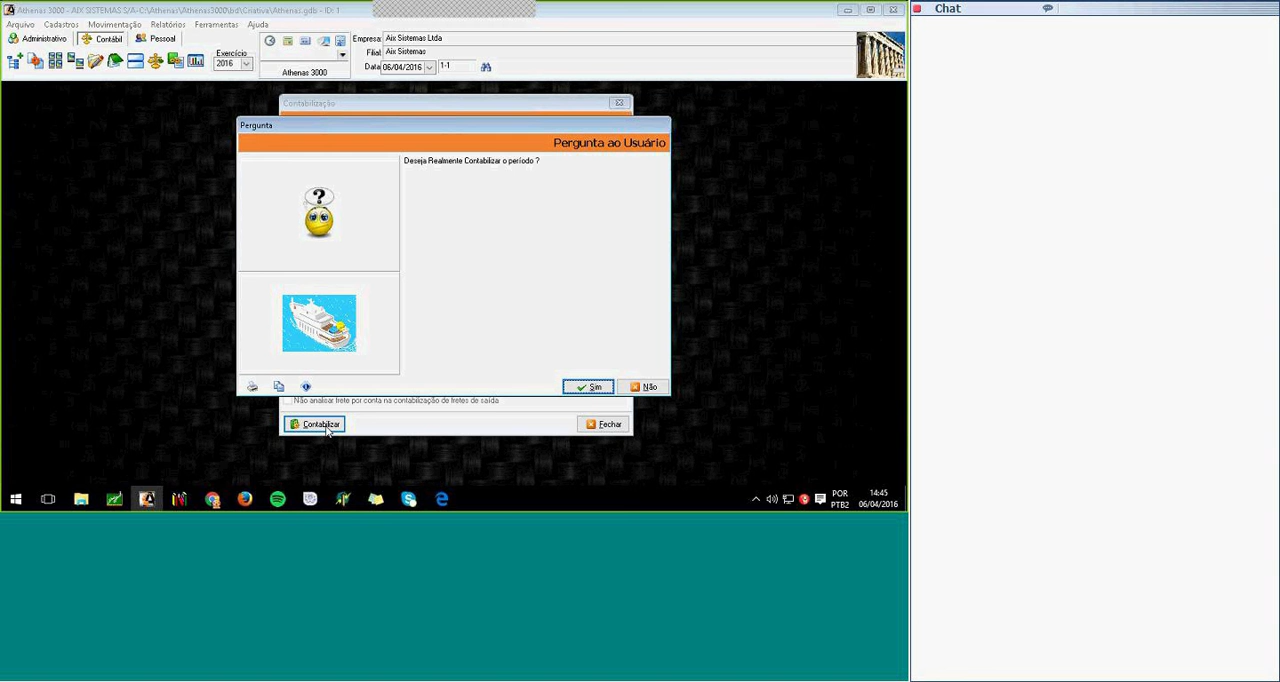 Athenas 3000 - AIX SISTEMAS S/A-C:\Athenas\Athenas3000\bd\Criativa\Athenas.gdb - ID: 1
Chat
Arquivo Cadastros Movimentação Relatórios Ferramentas Ajuda
Administrativo Contábil Pessoal
Exercício
2016
Athenas 3000
Empresa Aix Sistemas Ltda
Filial Aix Sistemas
Data 06/04/2016 1-1
Contabilização
Pergunta
Pergunta ao Usuário
Deseja Realmente Contabilizar o período ?
?
Sim Não
Não analisar frete por conta na contabilização de fretes de saída
Contabilizar Fechar
POR
PTB2
14:45
06/04/2016